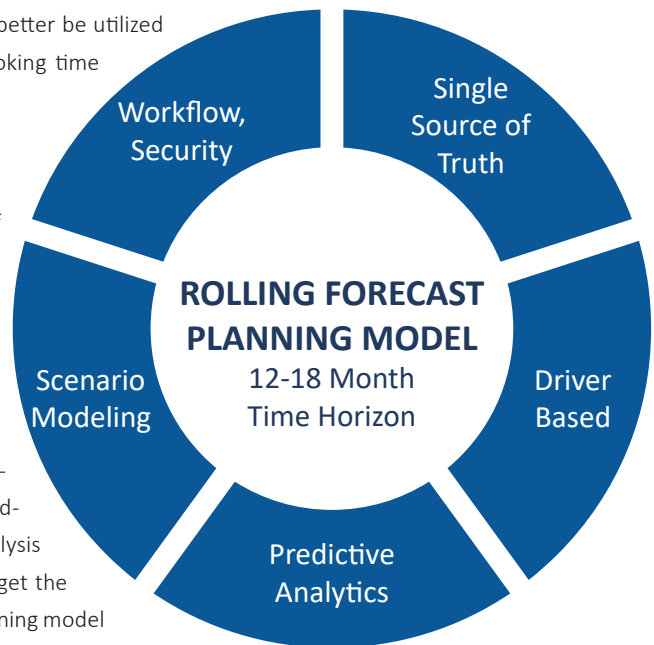 better be utilized
oking time
-
d-
lysis
get the
ning model
Workflow,
Security
Single
Source of
Truth
Driver
Based
Predictive
Analytics
Scenario
Modeling
ROLLING FORECAST
PLANNING MODEL
12-18 Month
Time Horizon